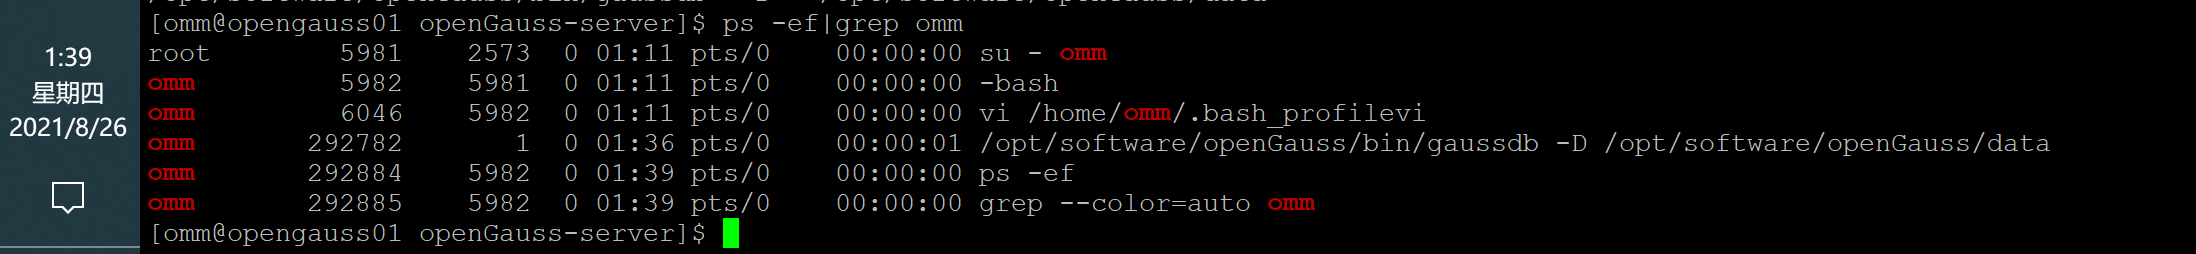 [omm@opengauss01 openGauss-server]$ ps -ef|grep omm
root        5981    2573  0 01:11 pts/0    00:00:00 su - omm
omm         5982    5981  0 01:11 pts/0    00:00:00 -bash
omm         6046    5982  0 01:11 pts/0    00:00:00 vi /home/omm/.bash_profilevi
omm       292782       1  0 01:36 pts/0    00:00:01 /opt/software/openGauss/bin/gaussdb -D /opt/software/openGauss/data
omm       292884    5982  0 01:39 pts/0    00:00:00 ps -ef
omm       292885    5982  0 01:39 pts/0    00:00:00 grep --color=auto omm
[omm@opengauss01 openGauss-server]$
1:39
星期四
2021/8/26